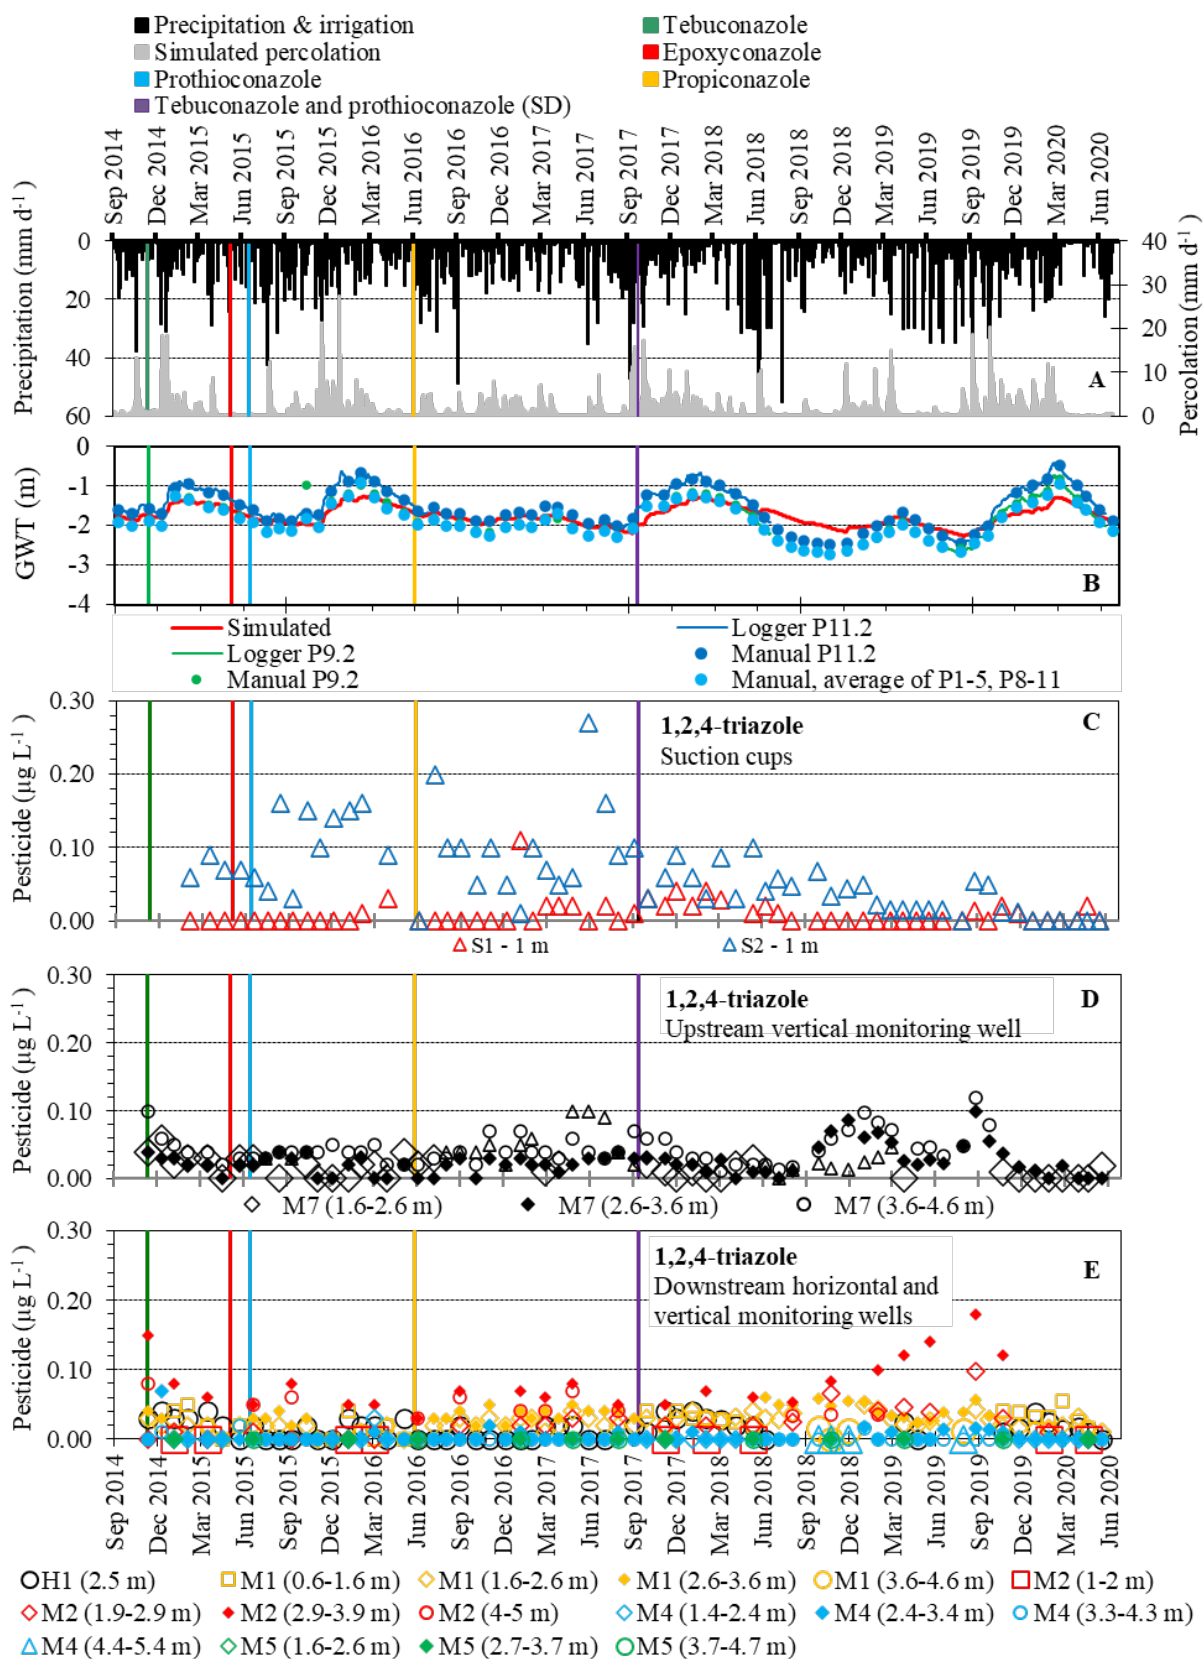 Precipitation & irrigation
Tebuconazole
Simulated percolation
Epoxyconazole
Prothioconazole
Propiconazole
Tebuconazole and prothioconazole (SD)
Sep 2014 Dec 2014 Mar 2015 Jun 2015 Sep 2015 Dec 2015 Mar 2016 Jun 2016 Sep 2016 Dec 2016 Mar 2017 Jun 2017 Sep 2017 Dec 2017 Mar 2018 Jun 2018 Sep 2018 Dec 2018 Mar 2019 Jun 2019 Sep 2019 Dec 2019 Mar 2020 Jun 2020
Precipitation (mm d-1)
0
20
40
60
40
30
20
10
0
Percolation (mm d-1)
A
GWT (m)
0
-1
-2
-3
-4
B
Simulated
Logger P11.2
Logger P9.2
Manual P11.2
Manual P9.2
Manual, average of P1-5, P8-11
Pesticide (µg L-1)
0.30
0.20
0.10
0.00
1,2,4-triazole
Suction cups
C
S1 - 1 m
S2 - 1 m
Pesticide (µg L-1)
0.30
0.20
0.10
0.00
1,2,4-triazole
Upstream vertical monitoring well
D
M7 (1.6-2.6 m)
M7 (2.6-3.6 m)
M7 (3.6-4.6 m)
Pesticide (µg L-1)
0.30
0.20
0.10
0.00
1,2,4-triazole
Downstream horizontal and
vertical monitoring wells
E
Sep 2014 Dec 2014 Mar 2015 Jun 2015 Sep 2015 Dec 2015 Mar 2016 Jun 2016 Sep 2016 Dec 2016 Mar 2017 Jun 2017 Sep 2017 Dec 2017 Mar 2018 Jun 2018 Sep 2018 Dec 2018 Mar 2019 Jun 2019 Sep 2019 Dec 2019 Mar 2020 Jun 2020
H1 (2.5 m) M1 (0.6-1.6 m) M1 (1.6-2.6 m) M1 (2.6-3.6 m) M1 (3.6-4.6 m) M2 (1-2 m)
M2 (1.9-2.9 m) M2 (2.9-3.9 m) M2 (4-5 m) M4 (1.4-2.4 m) M4 (2.4-3.4 m) M4 (3.3-4.3 m)
M4 (4.4-5.4 m) M5 (1.6-2.6 m) M5 (2.7-3.7 m) M5 (3.7-4.7 m)